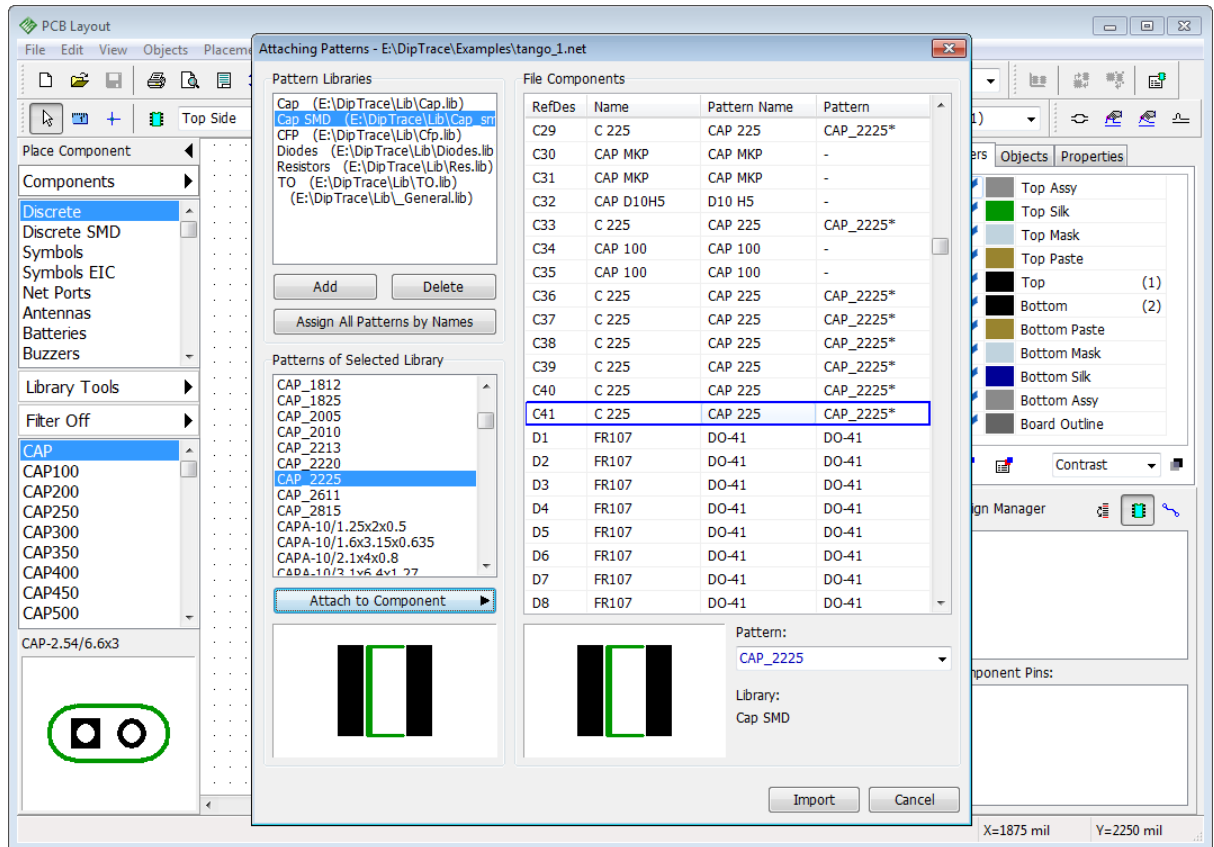 PCB Layout
File Edit View Objects Placeme
Top Side
Place Component
Components
Discrete
Discrete SMD
Symbols
Symbols EIC
Net Ports
Antennas
Batteries
Buzzers
Library Tools
Filter Off
CAP
CAP100
CAP200
CAP250
CAP300
CAP350
CAP400
CAP450
CAP500
CAP-2.54/6.6x3
Attaching Patterns - E:\DipTrace\Examples\tango_1.net
Pattern Libraries
Cap (E:\DipTrace\Lib\Cap.lib)
Cap SMD (E:\DipTrace\Lib\Cap_sm
CFP (E:\DipTrace\Lib\Cfp.lib)
Diodes (E:\DipTrace\Lib\Diodes.lib
Resistors (E:\DipTrace\Lib\Res.lib)
TO (E:\DipTrace\Lib\TO.lib)
(E:\DipTrace\Lib\_General.lib)
Add Delete
Assign All Patterns by Names
Patterns of Selected Library
CAP_1812
CAP_1825
CAP_2005
CAP_2010
CAP_2213
CAP_2220
CAP_2225
CAP_2611
CAP_2815
CAPA-10/1.25x2x0.5
CAPA-10/1.6x3.15x0.635
CAPA-10/2.1x4x0.8
CAPA-10/3.1x6.4x1.27
Attach to Component
File Components
RefDes Name Pattern Name Pattern
C29 C 225 CAP 225 CAP_2225*
C30 CAP MKP CAP MKP -
C31 CAP MKP CAP MKP -
C32 CAP D10H5 D10 H5 -
C33 C 225 CAP 225 CAP_2225*
C34 CAP 100 CAP 100 -
C35 CAP 100 CAP 100 -
C36 C 225 CAP 225 CAP_2225*
C37 C 225 CAP 225 CAP_2225*
C38 C 225 CAP 225 CAP_2225*
C39 C 225 CAP 225 CAP_2225*
C40 C 225 CAP 225 CAP_2225*
C41 C 225 CAP 225 CAP_2225*
D1 FR107 DO-41 DO-41
D2 FR107 DO-41 DO-41
D3 FR107 DO-41 DO-41
D4 FR107 DO-41 DO-41
D5 FR107 DO-41 DO-41
D6 FR107 DO-41 DO-41
D7 FR107 DO-41 DO-41
D8 FR107 DO-41 DO-41
Pattern:
CAP_2225
Library:
Cap SMD
Import Cancel
1)
ers Objects Properties
Top Assy
Top Silk
Top Mask
Top Paste
Top (1)
Bottom (2)
Bottom Paste
Bottom Mask
Bottom Silk
Bottom Assy
Board Outline
Contrast
ign Manager
nponent Pins:
X=1875 mil Y=2250 mil